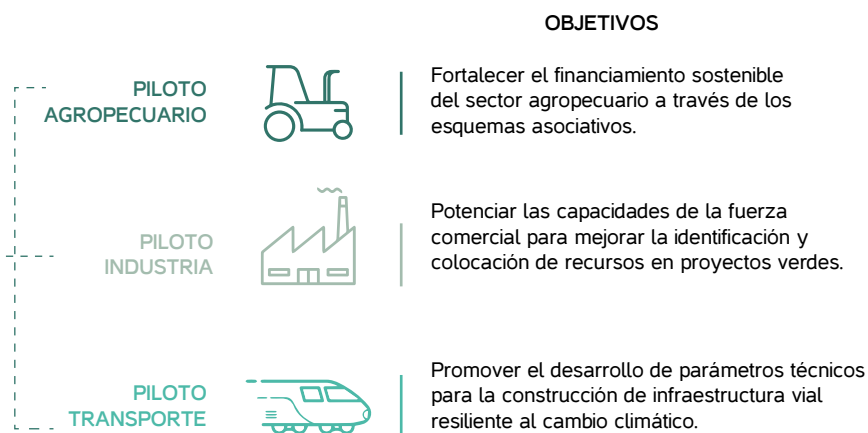 OBJETIVOS
PILOTO
AGROPECUARIO
Fortalecer el financiamiento sostenible
del sector agropecuario a través de los
esquemas asociativos.
PILOTO
INDUSTRIA
Potenciar las capacidades de la fuerza
comercial para mejorar la identificación y
colocación de recursos en proyectos verdes.
PILOTO
TRANSPORTE
Promover el desarrollo de parámetros técnicos
para la construcción de infraestructura vial
resiliente al cambio climático.